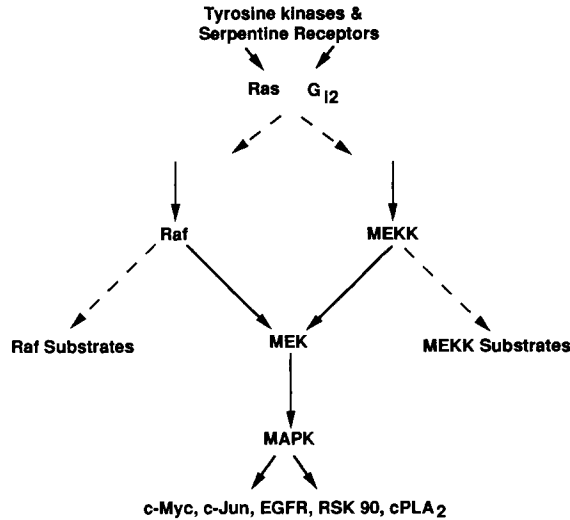 Tyrosine kinases &
Serpentine Receptors
Ras G I2
Raf MEKK
Raf Substrates MEK MEKK Substrates
MAPK
c-Myc, c-Jun, EGFR, RSK 90, cPLA2